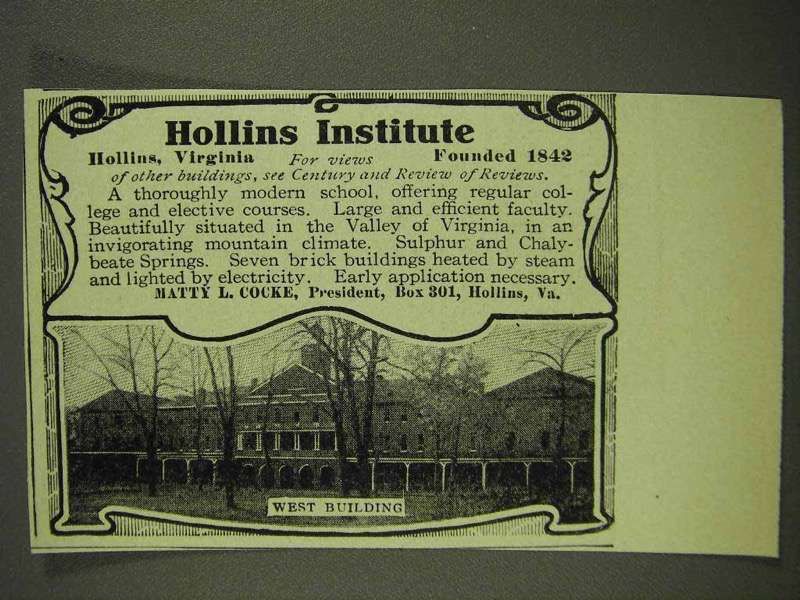 Hollins Institute
Hollins, Virginia For views Founded 1842
of other buildings, see Century and Review of Reviews.
A thoroughly modern school, offering regular col-
lege and elective courses. Large and efficient faculty.
Beautifully situated in the Valley of Virginia, in an
invigorating mountain climate. Sulphur and Chaly-
beate Springs. Seven brick buildings heated by steam
and lighted by electricity. Early application necessary.
MATTY L. COCKE, President, Box 301, Hollins, Va.
WEST BUILDING